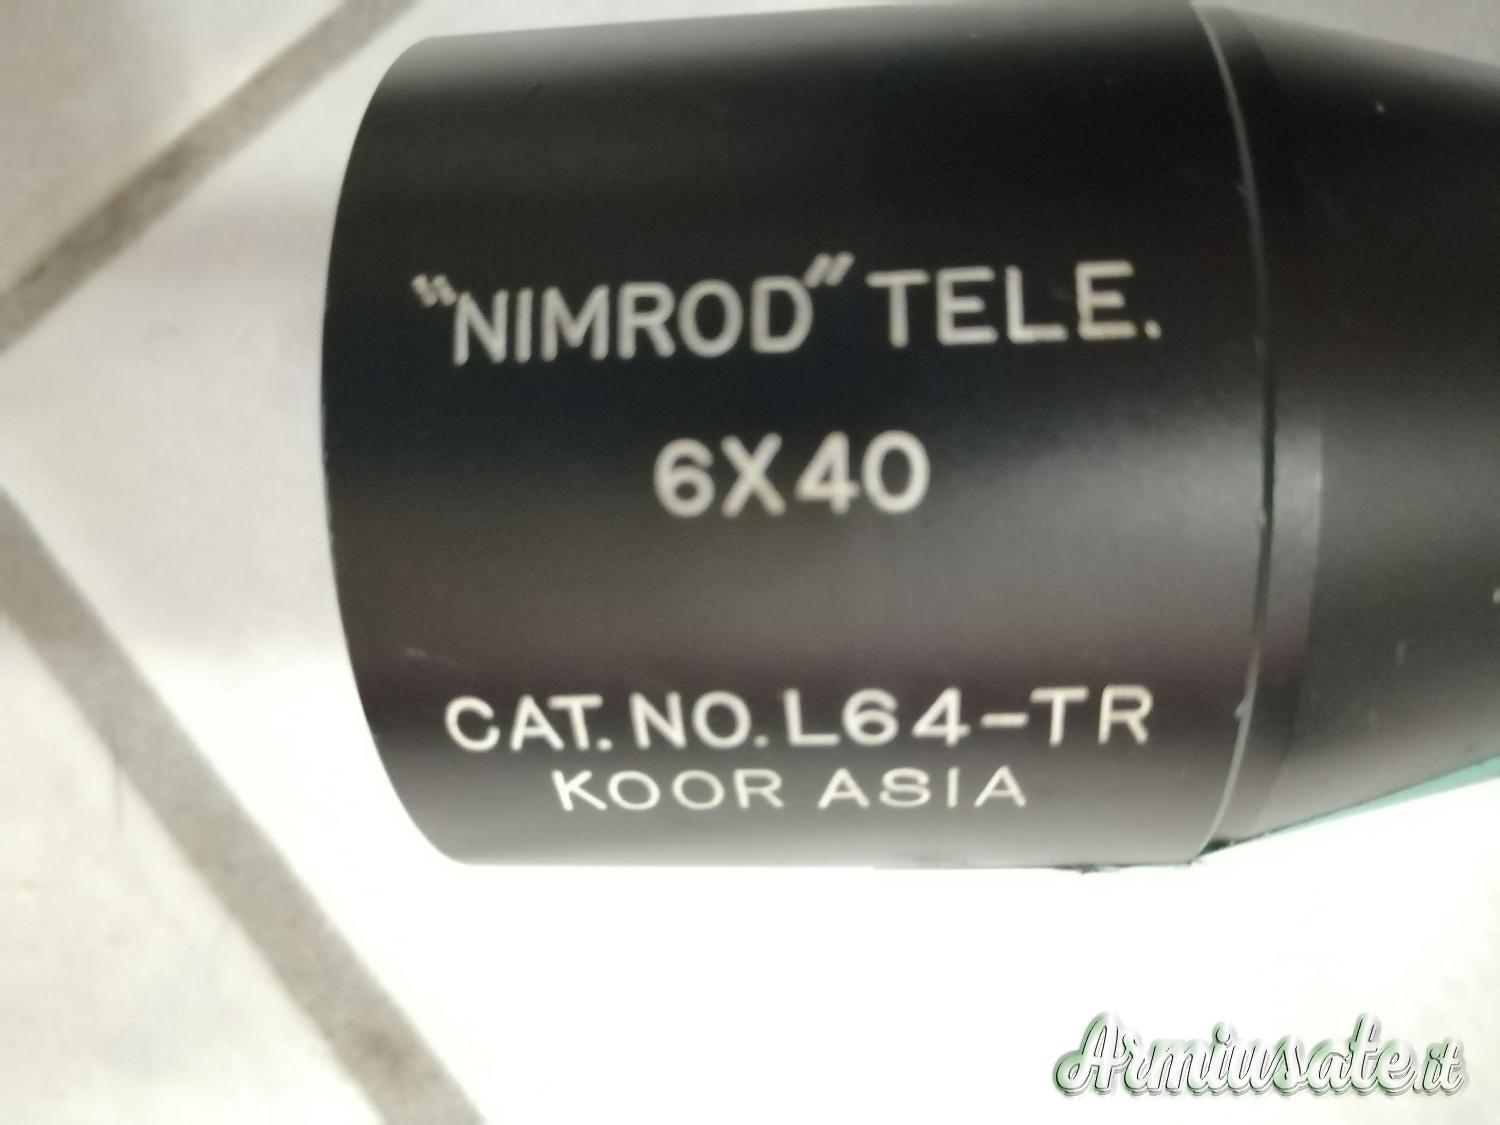 "NIMROD" TELE.
6X40
CAT. NO. L64-TR
KOOR ASIA
Armiusate.it